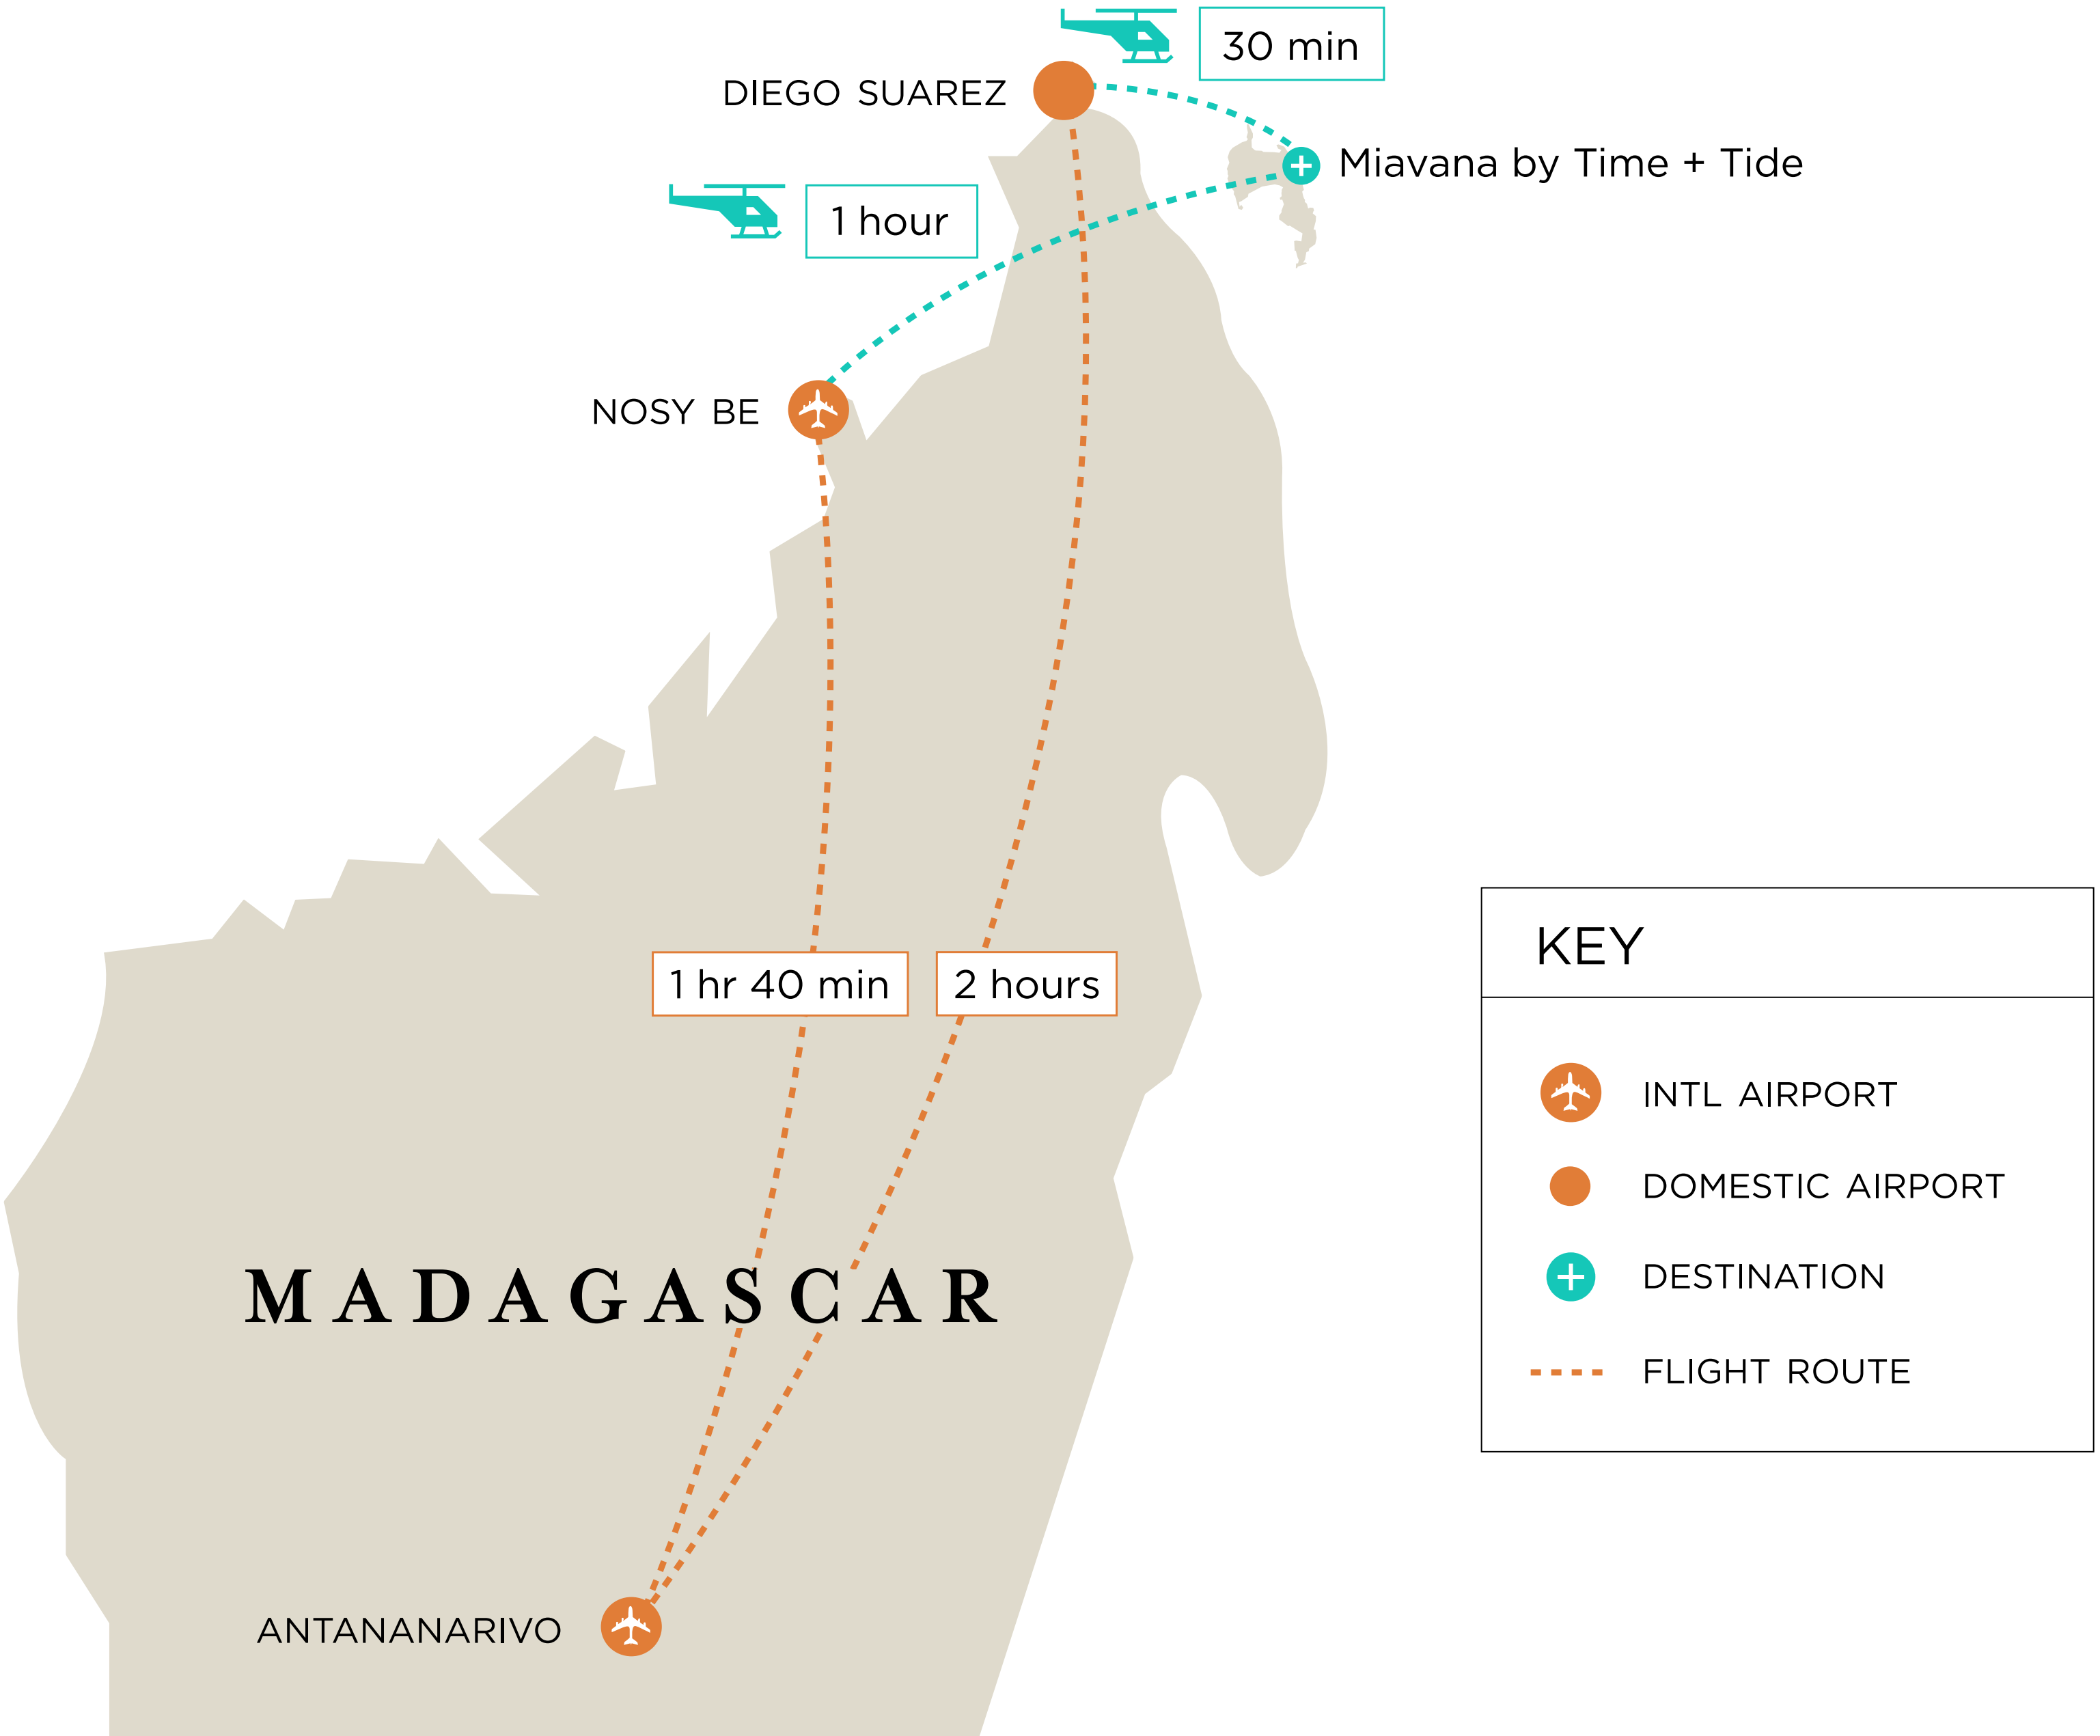 30 min
DIEGO SUAREZ
Miavana by Time + Tide
1 hour
NOSY BE
1 hr 40 min
2 hours
MADAGASCAR
ANTANANARIVO
KEY
INTL AIRPORT
DOMESTIC AIRPORT
DESTINATION
FLIGHT ROUTE